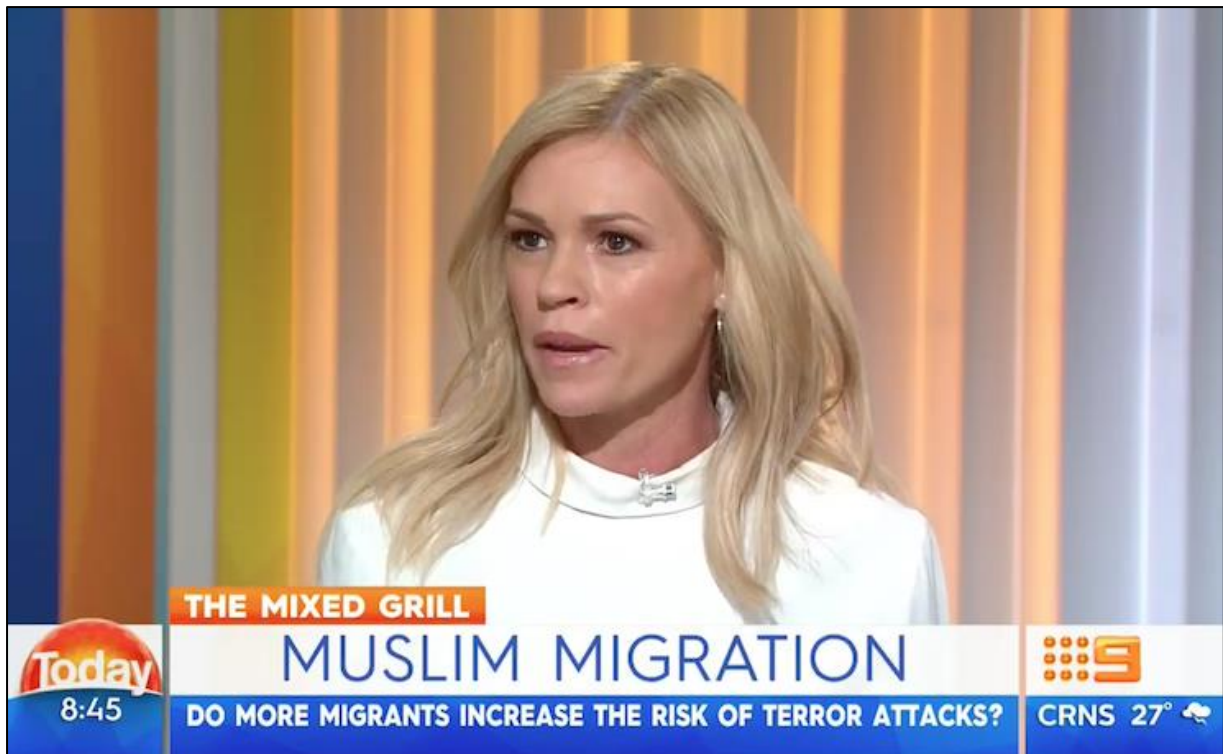 THE MIXED GRILL
MUSLIM MIGRATION
Today
9
8:45
DO MORE MIGRANTS INCREASE THE RISK OF TERROR ATTACKS?
CRNS 27°